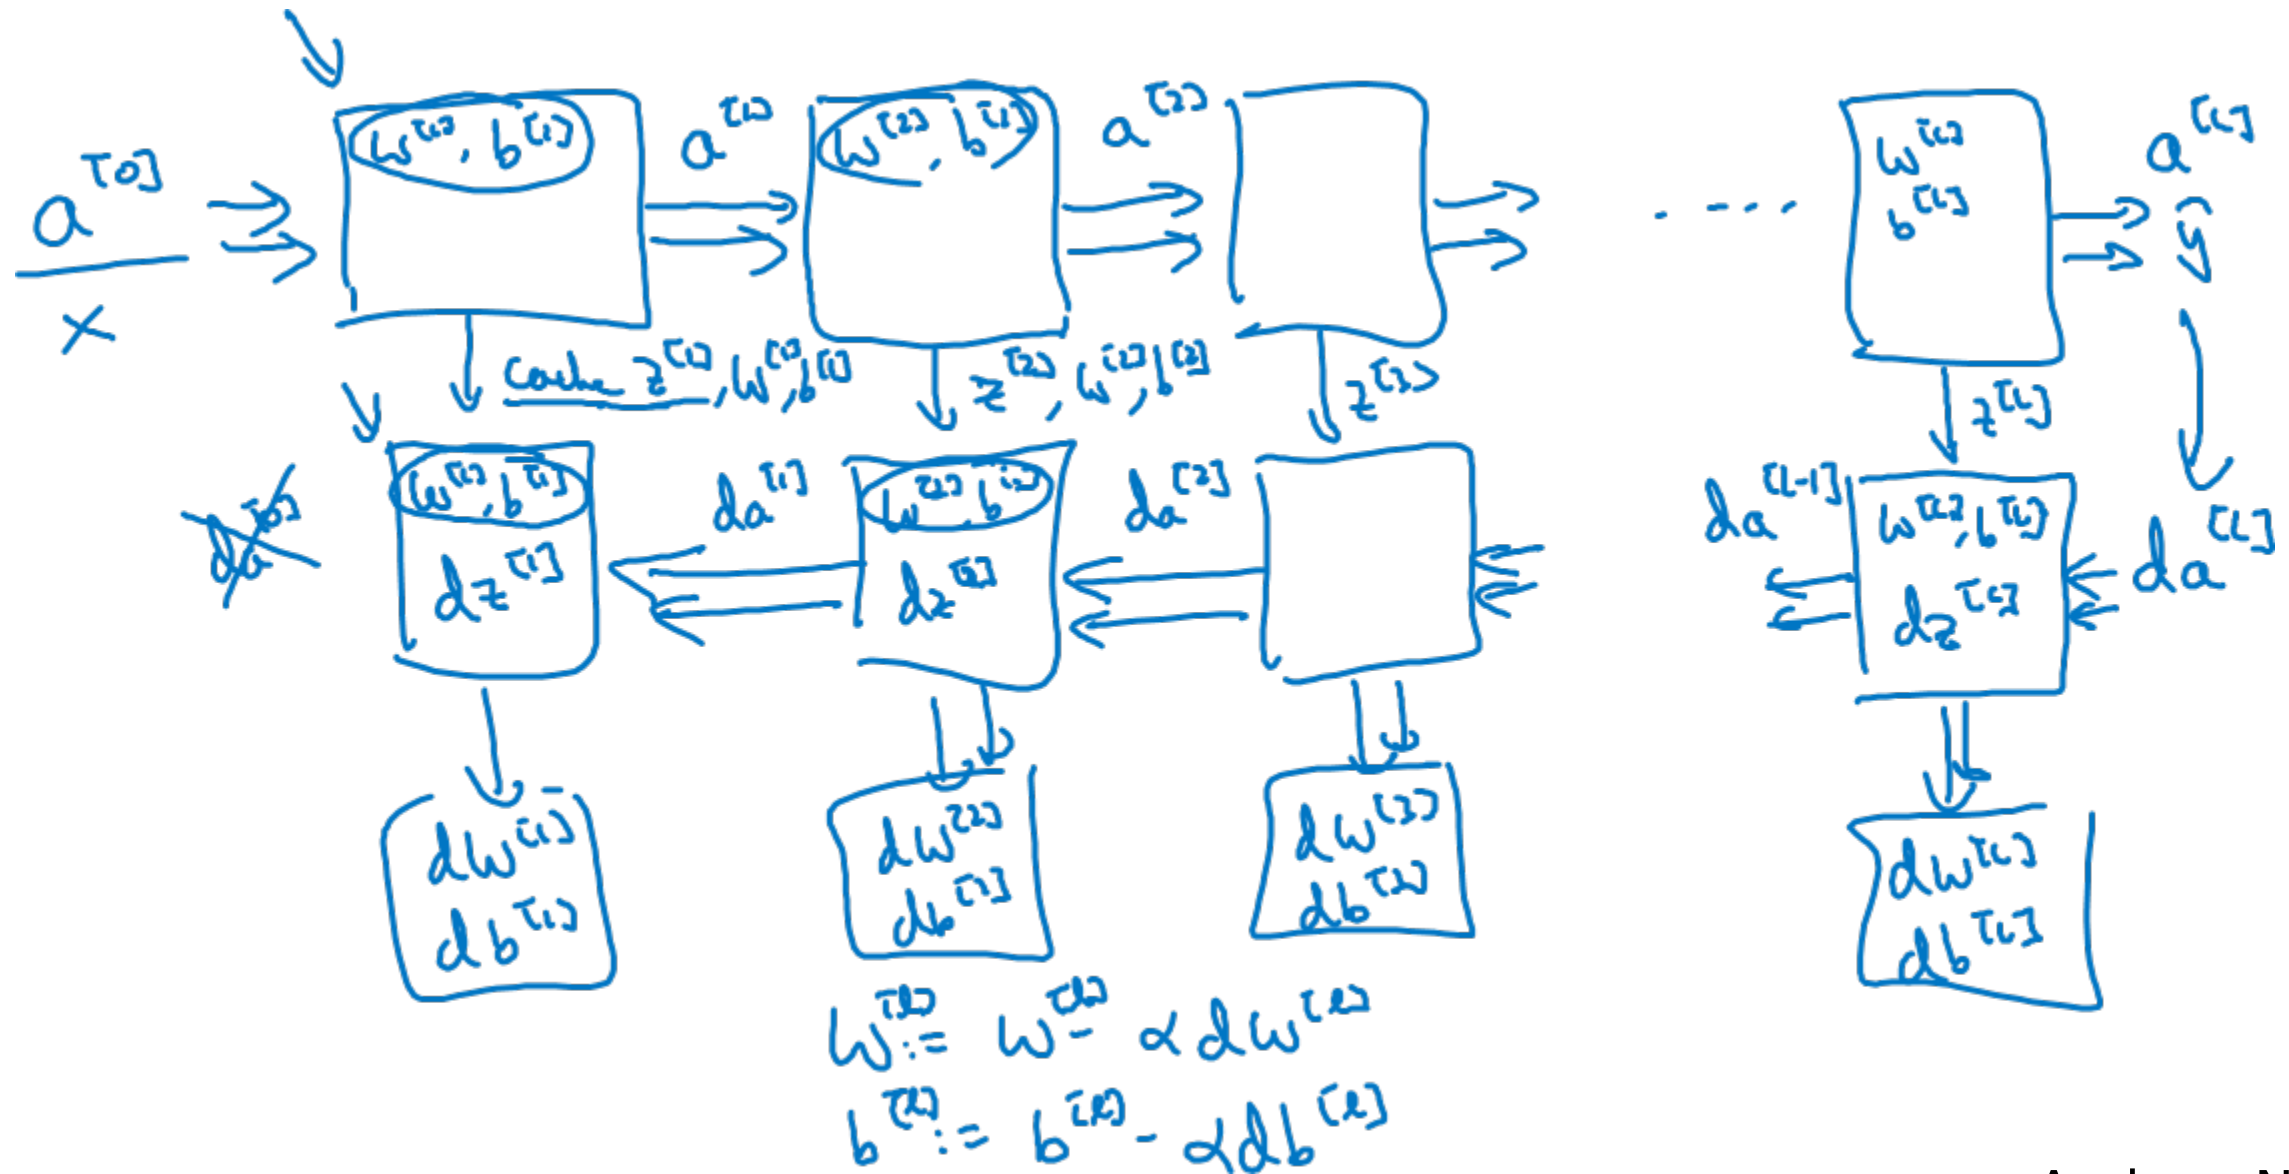 a^[0] w^[1], b^[1] a^[1] w^[2], b^[2] a^[2] .... w^[L] a^[L]
x b^[L] ŷ
cache z^[1], w^[1], b^[1] z^[2], w^[2], b^[2] z^[3] z^[L]
da^[0] w^[1], b^[1] da^[1] w^[2], b^[2] da^[2] da^[L-1] w^[L], b^[L] da^[L]
dz^[1] dz^[2] dz^[L]
dw^[1] dw^[2] dw^[3] dw^[L]
db^[1] db^[2] db^[3] db^[L]
w^[l] := w^[l] - α dw^[l]
b^[l] := b^[l] - α db^[l]